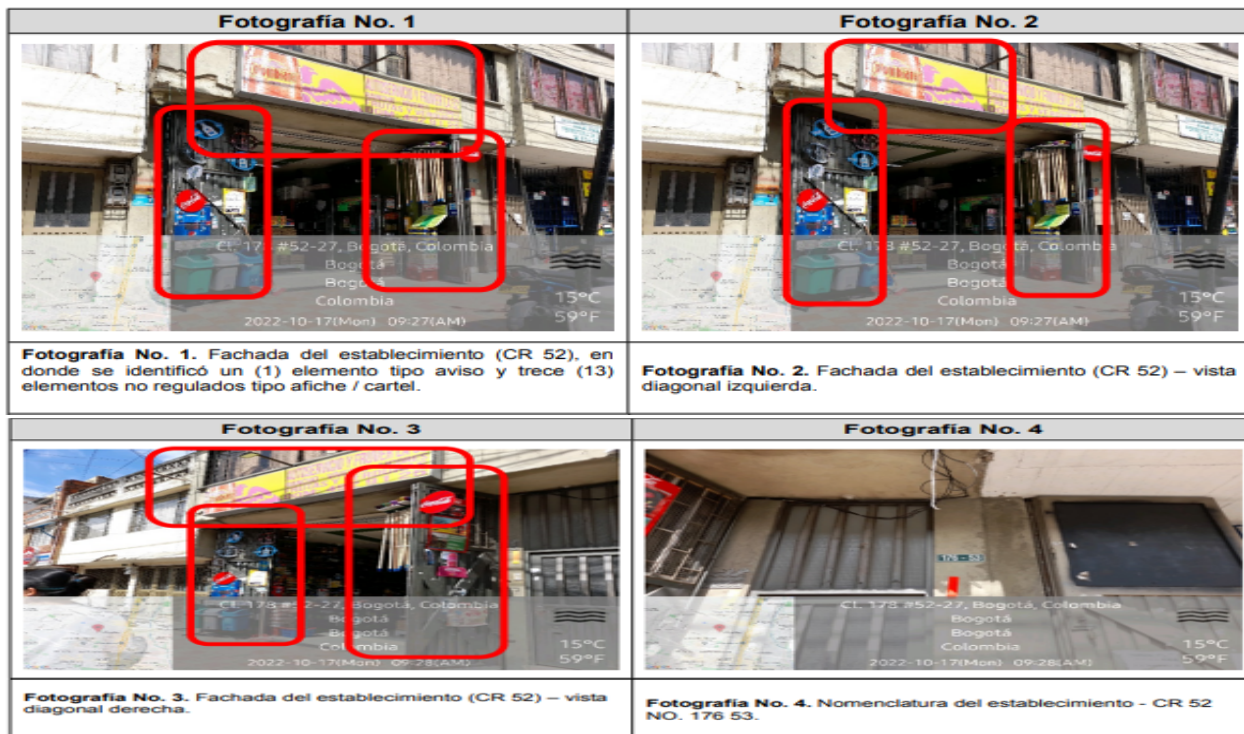 Fotografía No. 1
Fotografía No. 2
Cl. 178 #52-27, Bogotá, Colombia
Bogotá
Bogotá
Colombia
2022-10-17(Mon) 09:27(AM)
15°C
59°F
Cl. 178 #52-27, Bogotá, Colombia
Bogotá
Bogotá
Colombia
2022-10-17(Mon) 09:27(AM)
15°C
59°F
Fotografía No. 1. Fachada del establecimiento (CR 52), en
donde se identificó un (1) elemento tipo aviso y trece (13)
elementos no regulados tipo afiche / cartel.
Fotografía No. 2. Fachada del establecimiento (CR 52) – vista
diagonal izquierda.
Fotografía No. 3
Fotografía No. 4
Coca-Cola
Cl. 178 #52-27, Bogotá, Colombia
Bogotá
Bogotá
Colombia
2022-10-17(Mon) 09:28(AM)
15°C
59°F
176 - 53
Cl. 178 #52-27, Bogotá, Colombia
Bogotá
Bogotá
Colombia
2022-10-17(Mon) 09:28(AM)
15°C
59°F
Fotografía No. 3. Fachada del establecimiento (CR 52) – vista
diagonal derecha.
Fotografía No. 4. Nomenclatura del establecimiento - CR 52
NO. 176 53.